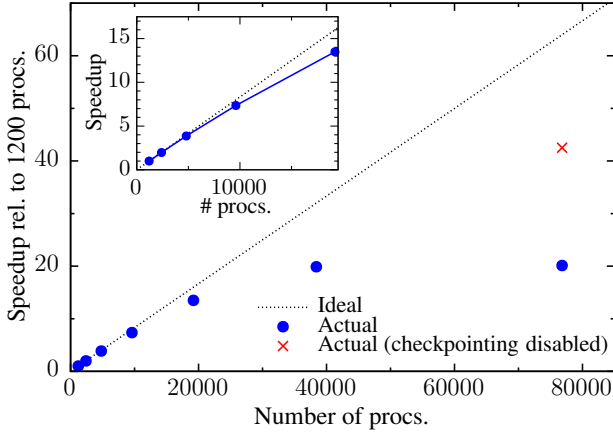 60
40
20
0
Speedup rel. to 1200 procs.
15
10
5
0
Speedup
10000
# procs.
Ideal
Actual
Actual (checkpointing disabled)
0
20000
40000
60000
80000
Number of procs.